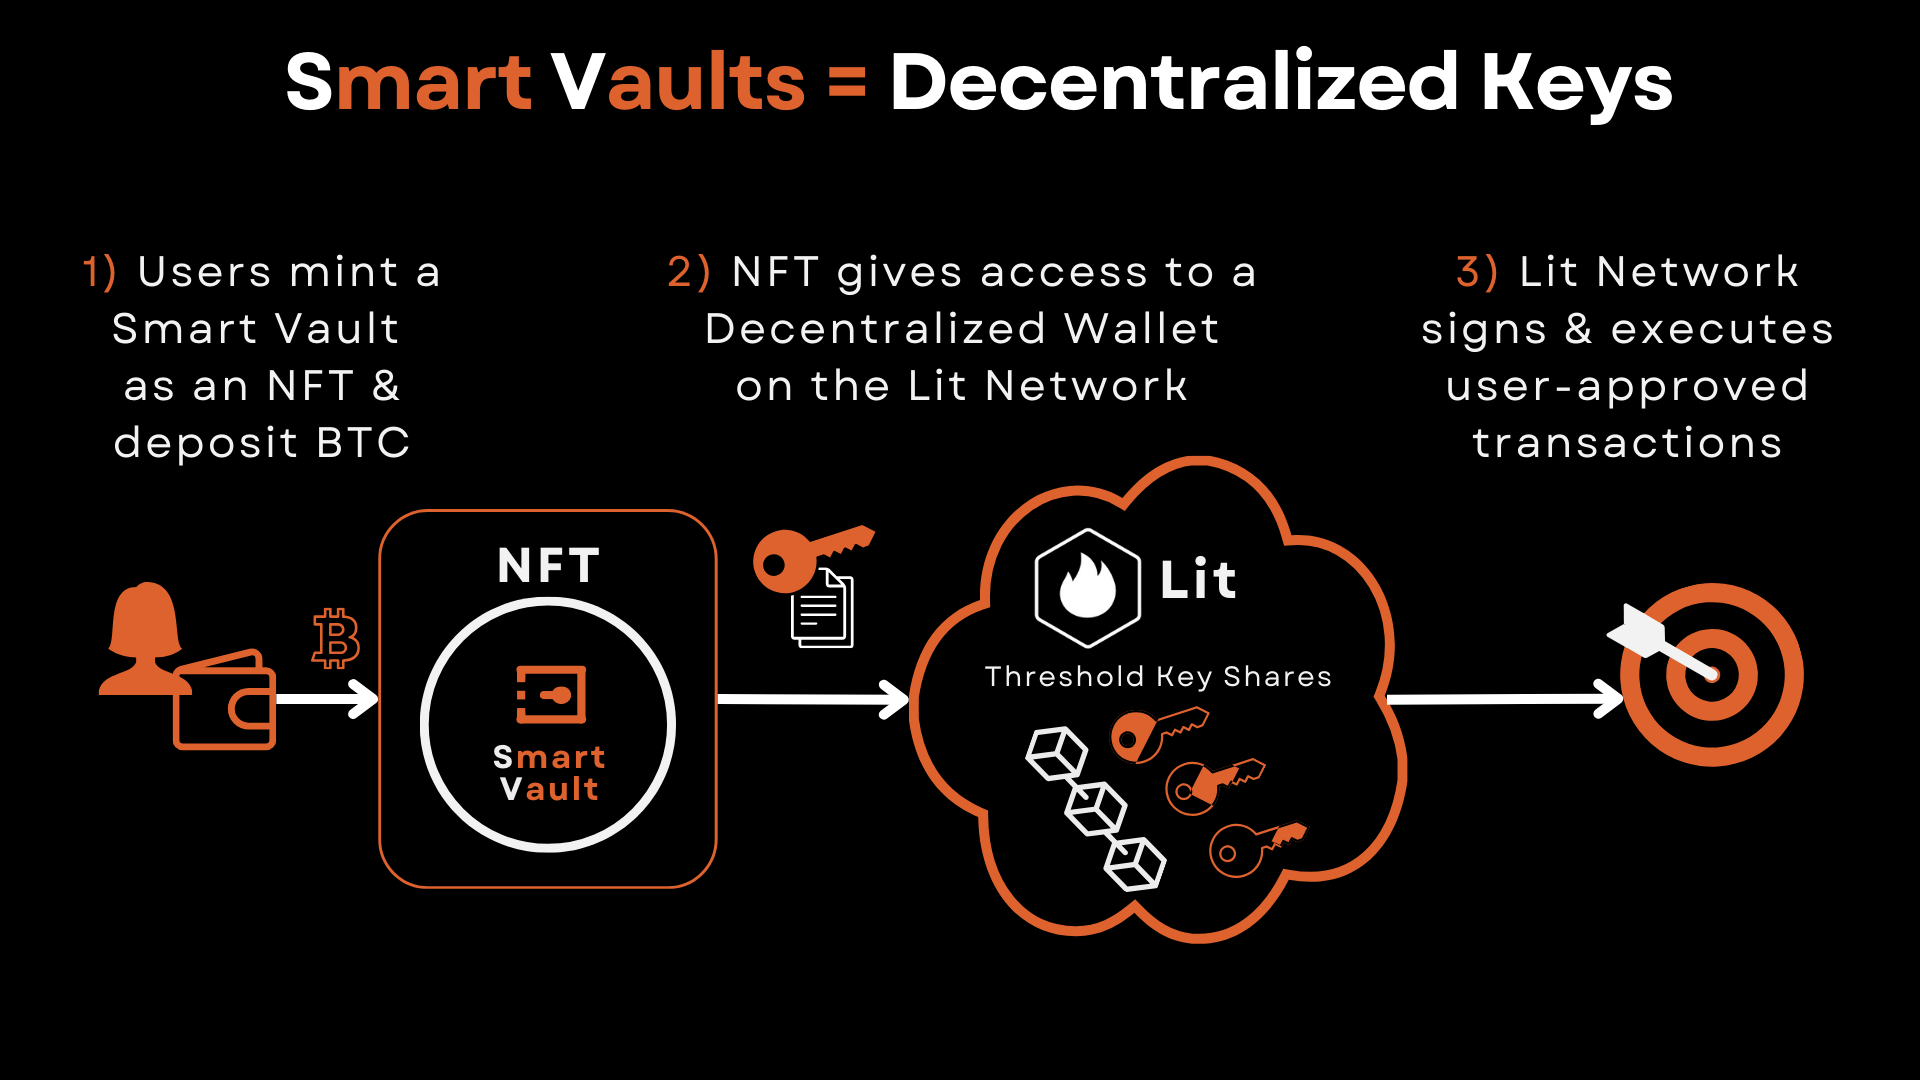 Smart Vaults = Decentralized Keys
1) Users mint a
Smart Vault
as an NFT &
deposit BTC
2) NFT gives access to a
Decentralized Wallet
on the Lit Network
3) Lit Network
signs & executes
user-approved
transactions
NFT
Smart
Vault
Lit
Threshold Key Shares